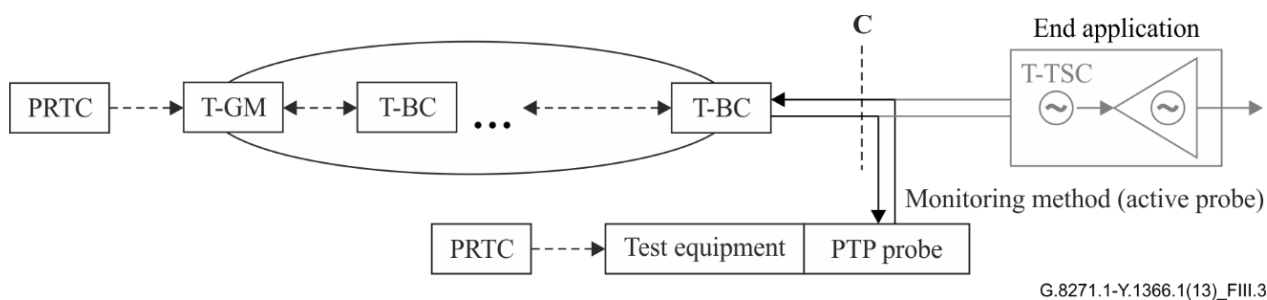 End application
C
T-TSC
PRTC
T-GM
T-BC
...
T-BC
Monitoring method (active probe)
PRTC
Test equipment
PTP probe
G.8271.1-Y.1366.1(13)_FIII.3